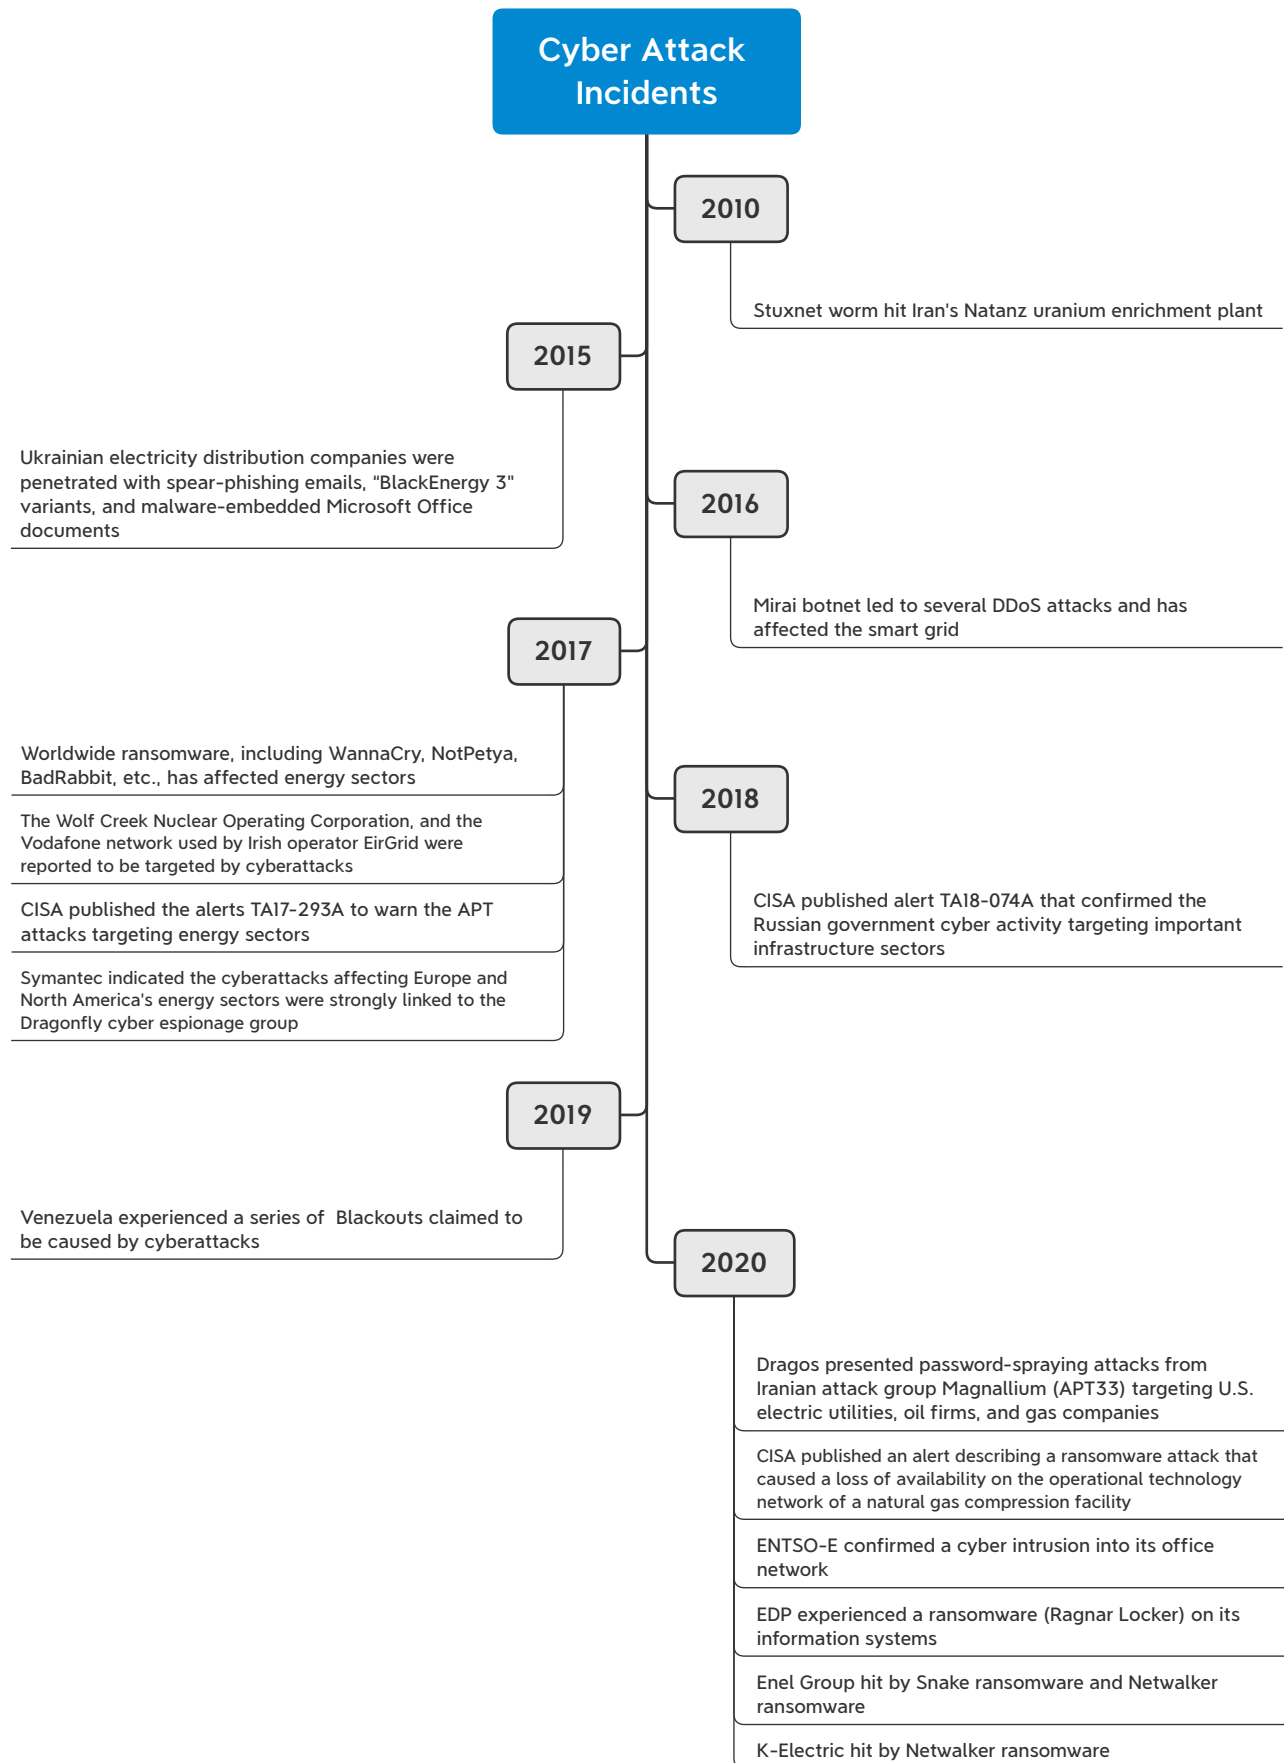 Cyber Attack
Incidents
2010
Stuxnet worm hit Iran's Natanz uranium enrichment plant
2015
Ukrainian electricity distribution companies were
penetrated with spear-phishing emails, "BlackEnergy 3"
variants, and malware-embedded Microsoft Office
documents
2016
Mirai botnet led to several DDoS attacks and has
affected the smart grid
2017
Worldwide ransomware, including WannaCry, NotPetya,
BadRabbit, etc., has affected energy sectors
The Wolf Creek Nuclear Operating Corporation, and the
Vodafone network used by Irish operator EirGrid were
reported to be targeted by cyberattacks
CISA published the alerts TA17-293A to warn the APT
attacks targeting energy sectors
Symantec indicated the cyberattacks affecting Europe and
North America's energy sectors were strongly linked to the
Dragonfly cyber espionage group
2018
CISA published alert TA18-074A that confirmed the
Russian government cyber activity targeting important
infrastructure sectors
2019
Venezuela experienced a series of  Blackouts claimed to
be caused by cyberattacks
2020
Dragos presented password-spraying attacks from
Iranian attack group Magnallium (APT33) targeting U.S.
electric utilities, oil firms, and gas companies
CISA published an alert describing a ransomware attack that
caused a loss of availability on the operational technology
network of a natural gas compression facility
ENTSO-E confirmed a cyber intrusion into its office
network
EDP experienced a ransomware (Ragnar Locker) on its
information systems
Enel Group hit by Snake ransomware and Netwalker
ransomware
K-Electric hit by Netwalker ransomware